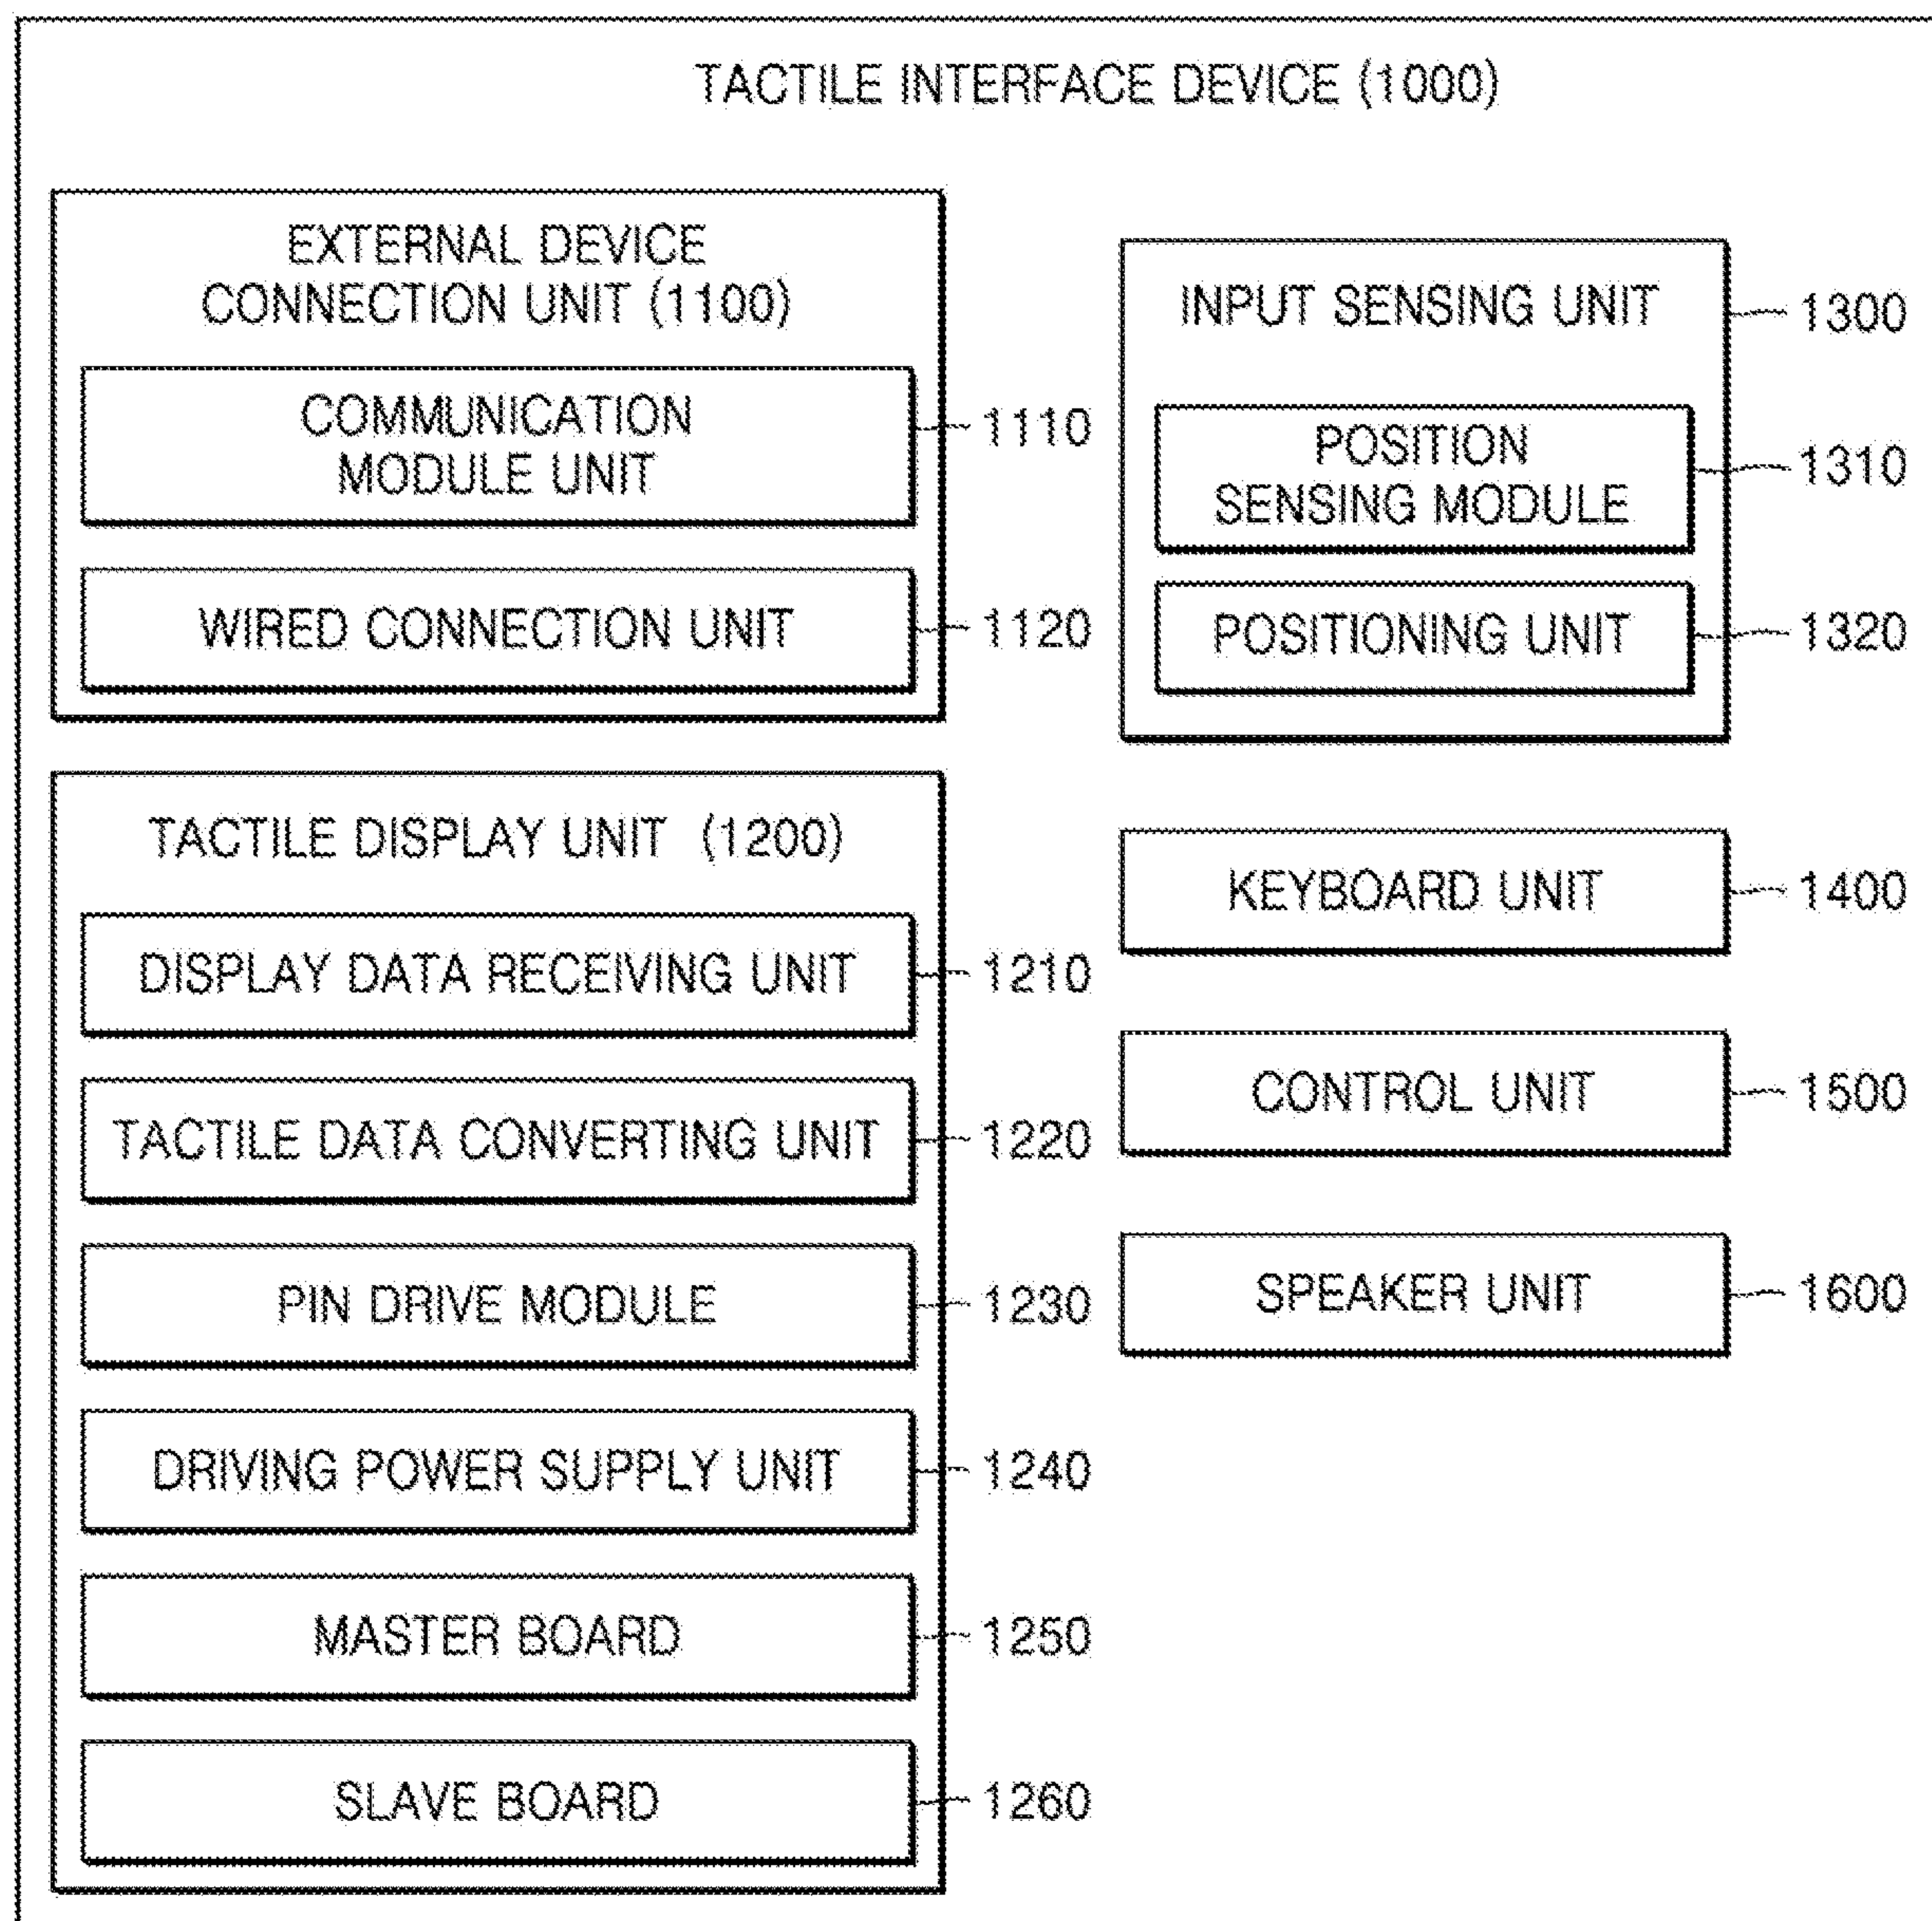 TACTILE INTERFACE DEVICE (1000)
EXTERNAL DEVICE
CONNECTION UNIT (1100)
COMMUNICATION
MODULE UNIT
1110
WIRED CONNECTION UNIT
1120
TACTILE DISPLAY UNIT (1200)
DISPLAY DATA RECEIVING UNIT
1210
TACTILE DATA CONVERTING UNIT
1220
PIN DRIVE MODULE
1230
DRIVING POWER SUPPLY UNIT
1240
MASTER BOARD
1250
SLAVE BOARD
1260
INPUT SENSING UNIT
1300
POSITION
SENSING MODULE
1310
POSITIONING UNIT
1320
KEYBOARD UNIT
1400
CONTROL UNIT
1500
SPEAKER UNIT
1600